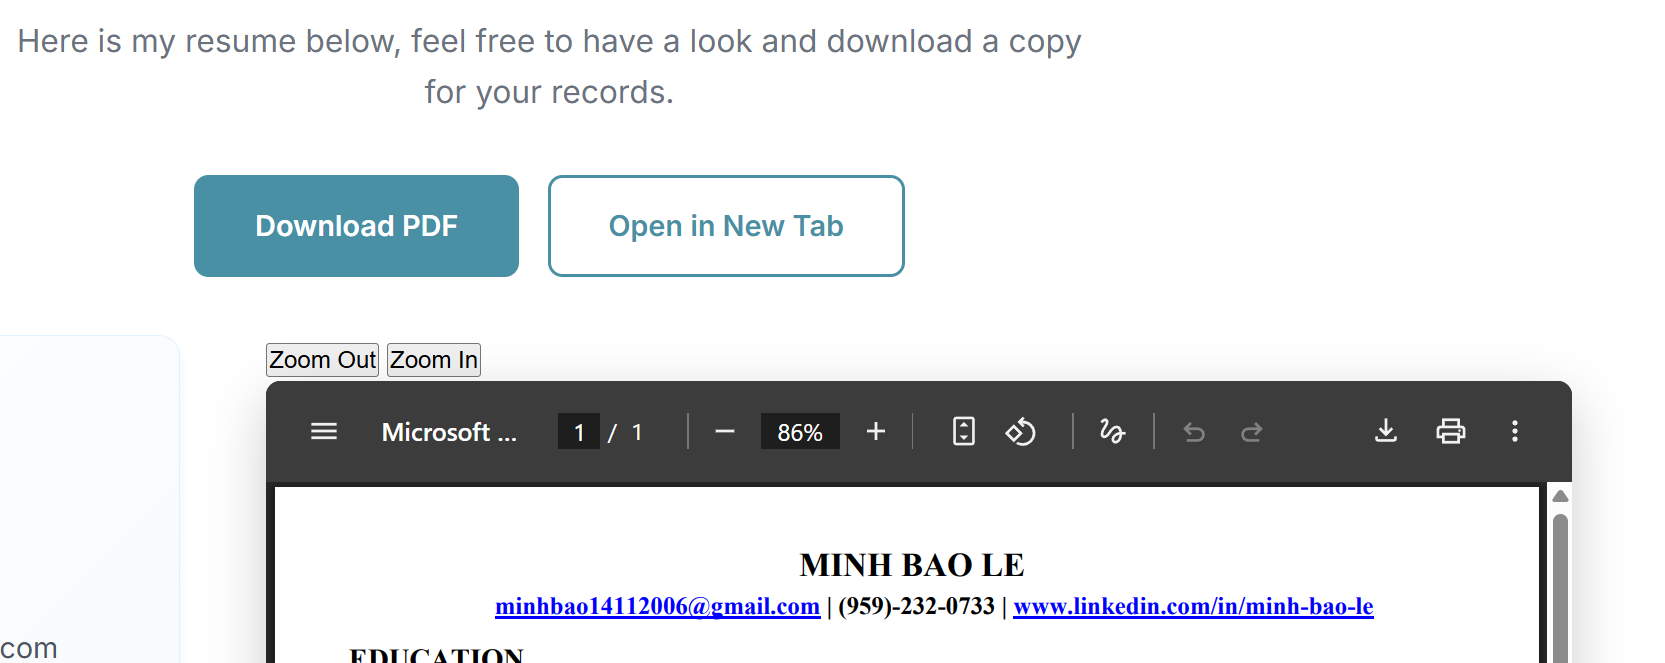 Here is my resume below, feel free to have a look and download a copy
for your records.
Download PDF
Open in New Tab
Zoom Out Zoom In
Microsoft ... 1 / 1 86%
MINH BAO LE
minhbao14112006@gmail.com | (959)-232-0733 | www.linkedin.com/in/minh-bao-le
EDUCATION
com